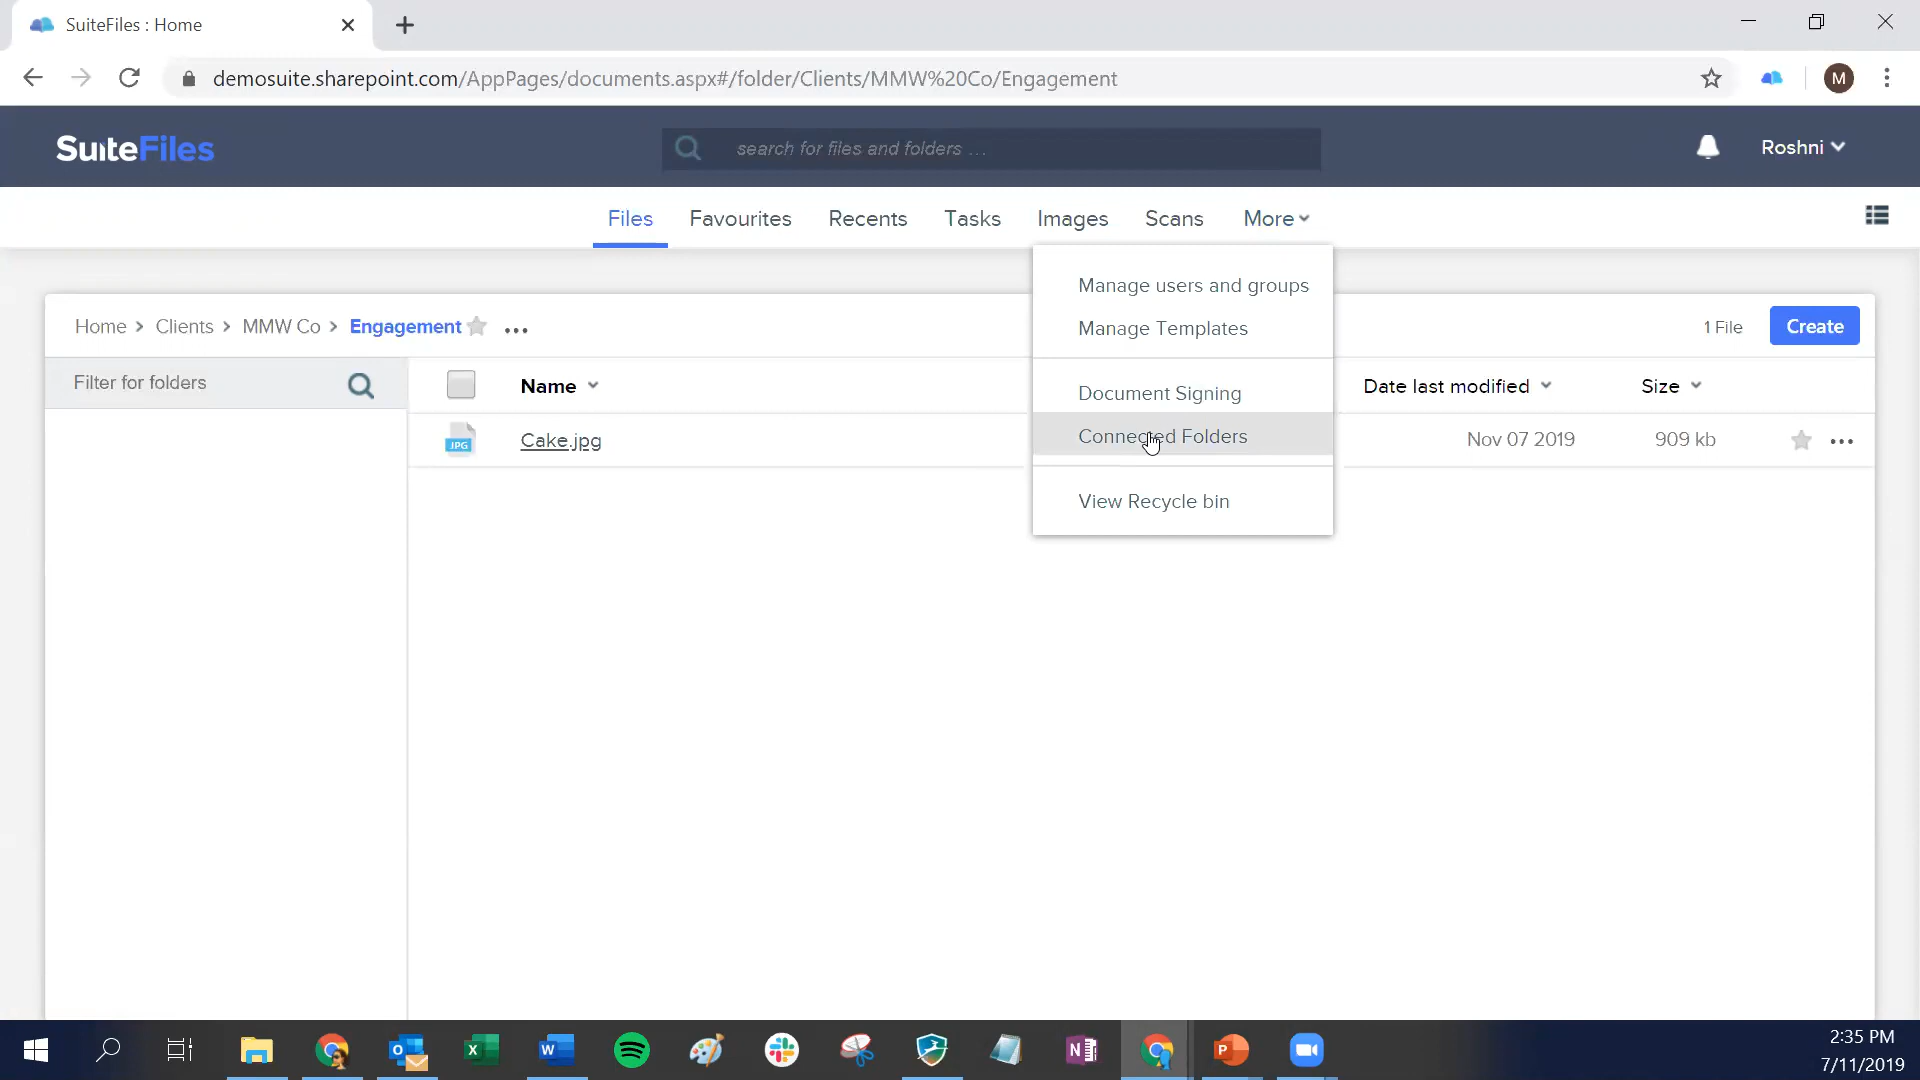 SuiteFiles : Home
demosuite.sharepoint.com/AppPages/documents.aspx#/folder/Clients/MMW%20Co/Engagement
M
SuiteFiles
search for files and folders ...
Roshni
Files Favourites Recents Tasks Images Scans More
Manage users and groups
Manage Templates
Document Signing
Connected Folders
View Recycle bin
Home > Clients > MMW Co > Engagement
1 File
Create
Filter for folders
Name
Date last modified
Size
JPG
Cake.jpg
Nov 07 2019
909 kb
2:35 PM
7/11/2019